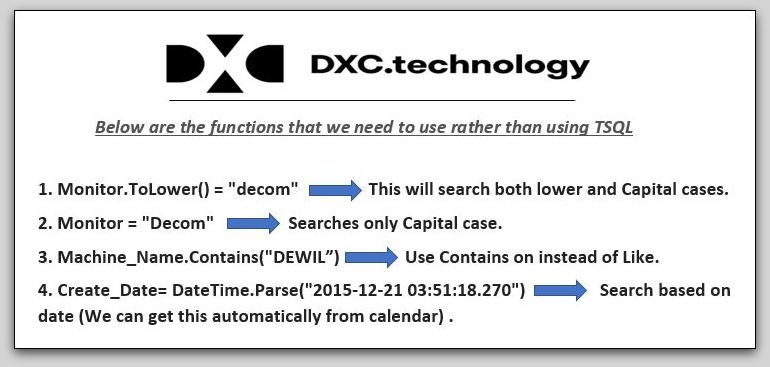 DXC.technology
Below are the functions that we need to use rather than using TSQL
1. Monitor.ToLower() = "decom" This will search both lower and Capital cases.
2. Monitor = "Decom" Searches only Capital case.
3. Machine_Name.Contains("DEWIL”) Use Contains on instead of Like.
4. Create_Date= DateTime.Parse("2015-12-21 03:51:18.270") Search based on
date (We can get this automatically from calendar) .